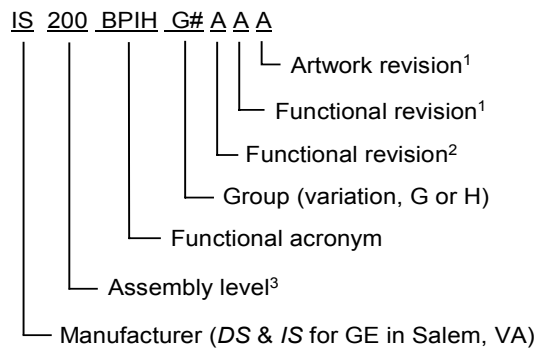 IS 200 BPIH G# A A A
Artwork revision¹
Functional revision¹
Functional revision²
Group (variation, G or H)
Functional acronym
Assembly level³
Manufacturer (DS & IS for GE in Salem, VA)